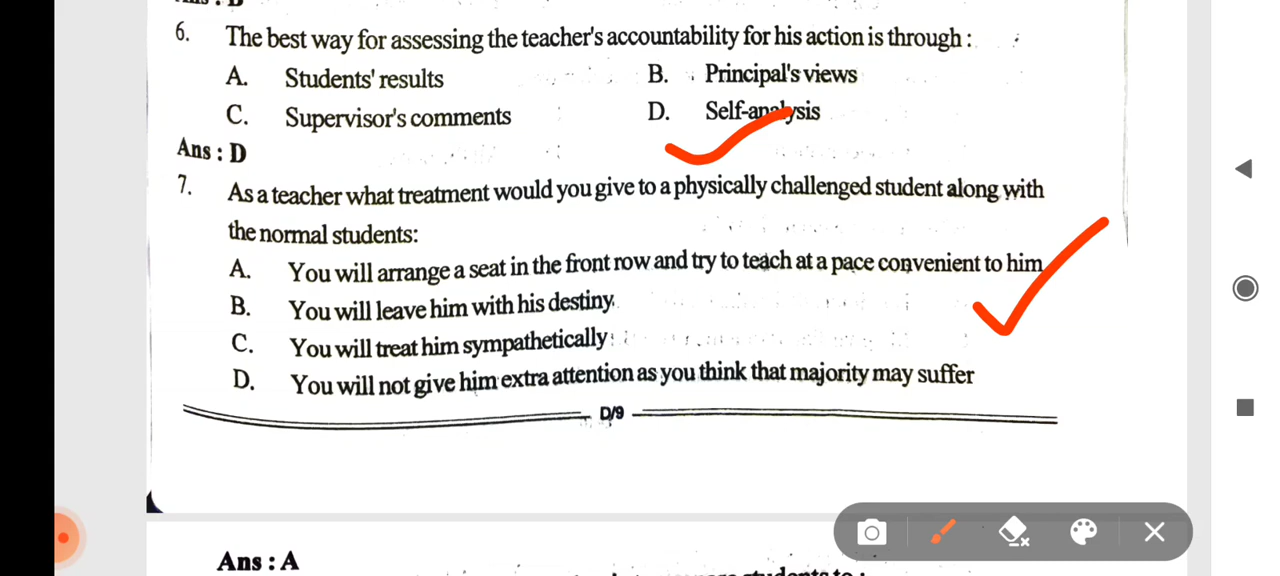 6. The best way for assessing the teacher's accountability for his action is through :
A. Students' results B. Principal's views
C. Supervisor's comments D. Self-analysis
Ans : D
7. As a teacher what treatment would you give to a physically challenged student along with
the normal students:
A. You will arrange a seat in the front row and try to teach at a pace convenient to him
B. You will leave him with his destiny.
C. You will treat him sympathetically
D. You will not give him extra attention as you think that majority may suffer
D/9
Ans : A